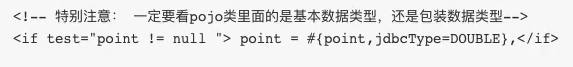 <!-- 特别注意： 一定要看pojo类里面的是基本数据类型，还是包装数据类型-->
<if test="point != null "> point = #{point,jdbcType=DOUBLE},</if>